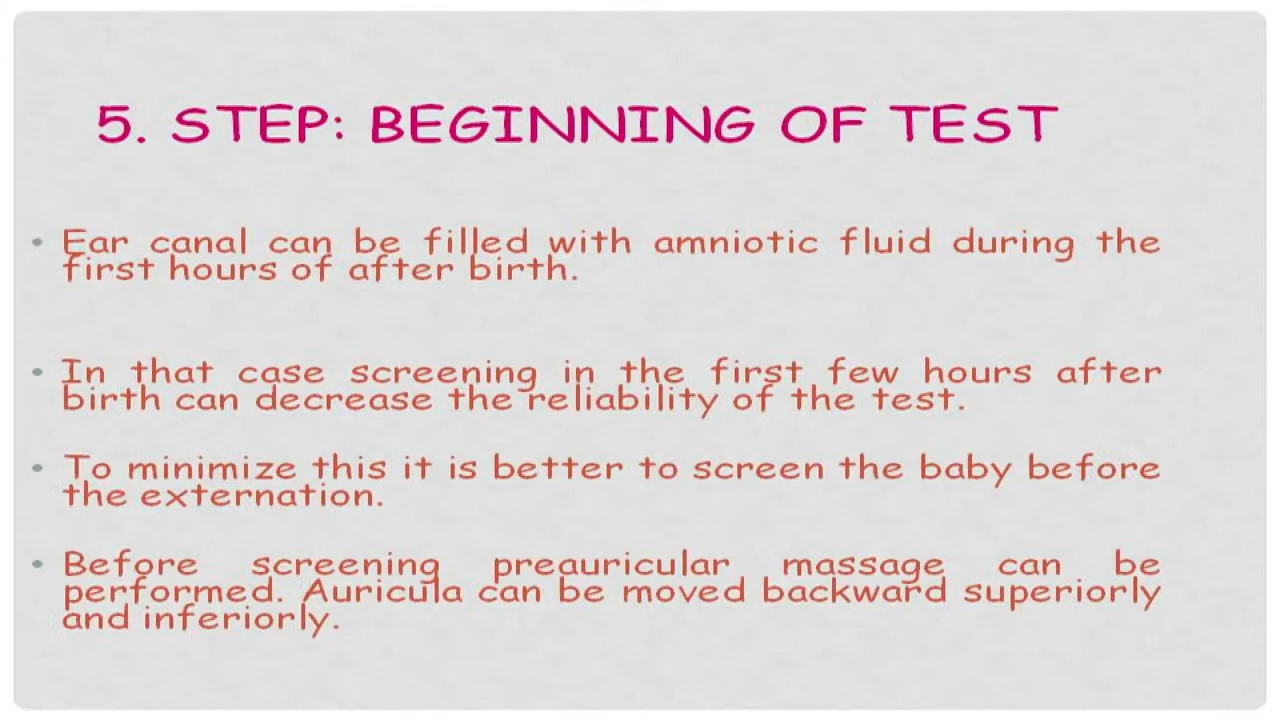 5. STEP: BEGINNING OF TEST
• Ear canal can be filled with amniotic fluid during the
first hours of after birth.
• In that case screening in the first few hours after
birth can decrease the reliability of the test.
• To minimize this it is better to screen the baby before
the externation.
• Before screening preauricular massage can be
performed. Auricula can be moved backward superiorly
and inferiorly.